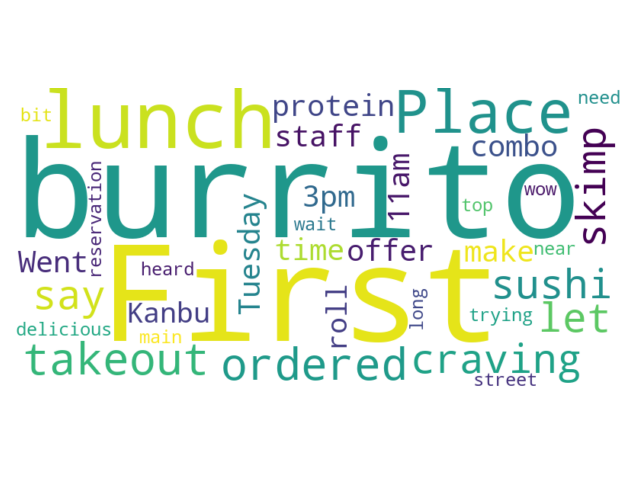 need
bit
lunch
protein
Place
staff
combo
skimp
burrito
reservation
Tuesday
3pm
11am
wow
top
wait
Went
heard
First
time
offer
make
near
say
Kanbu
roll
long
sushi
let
trying
delicious
main
takeout
ordered
craving
street